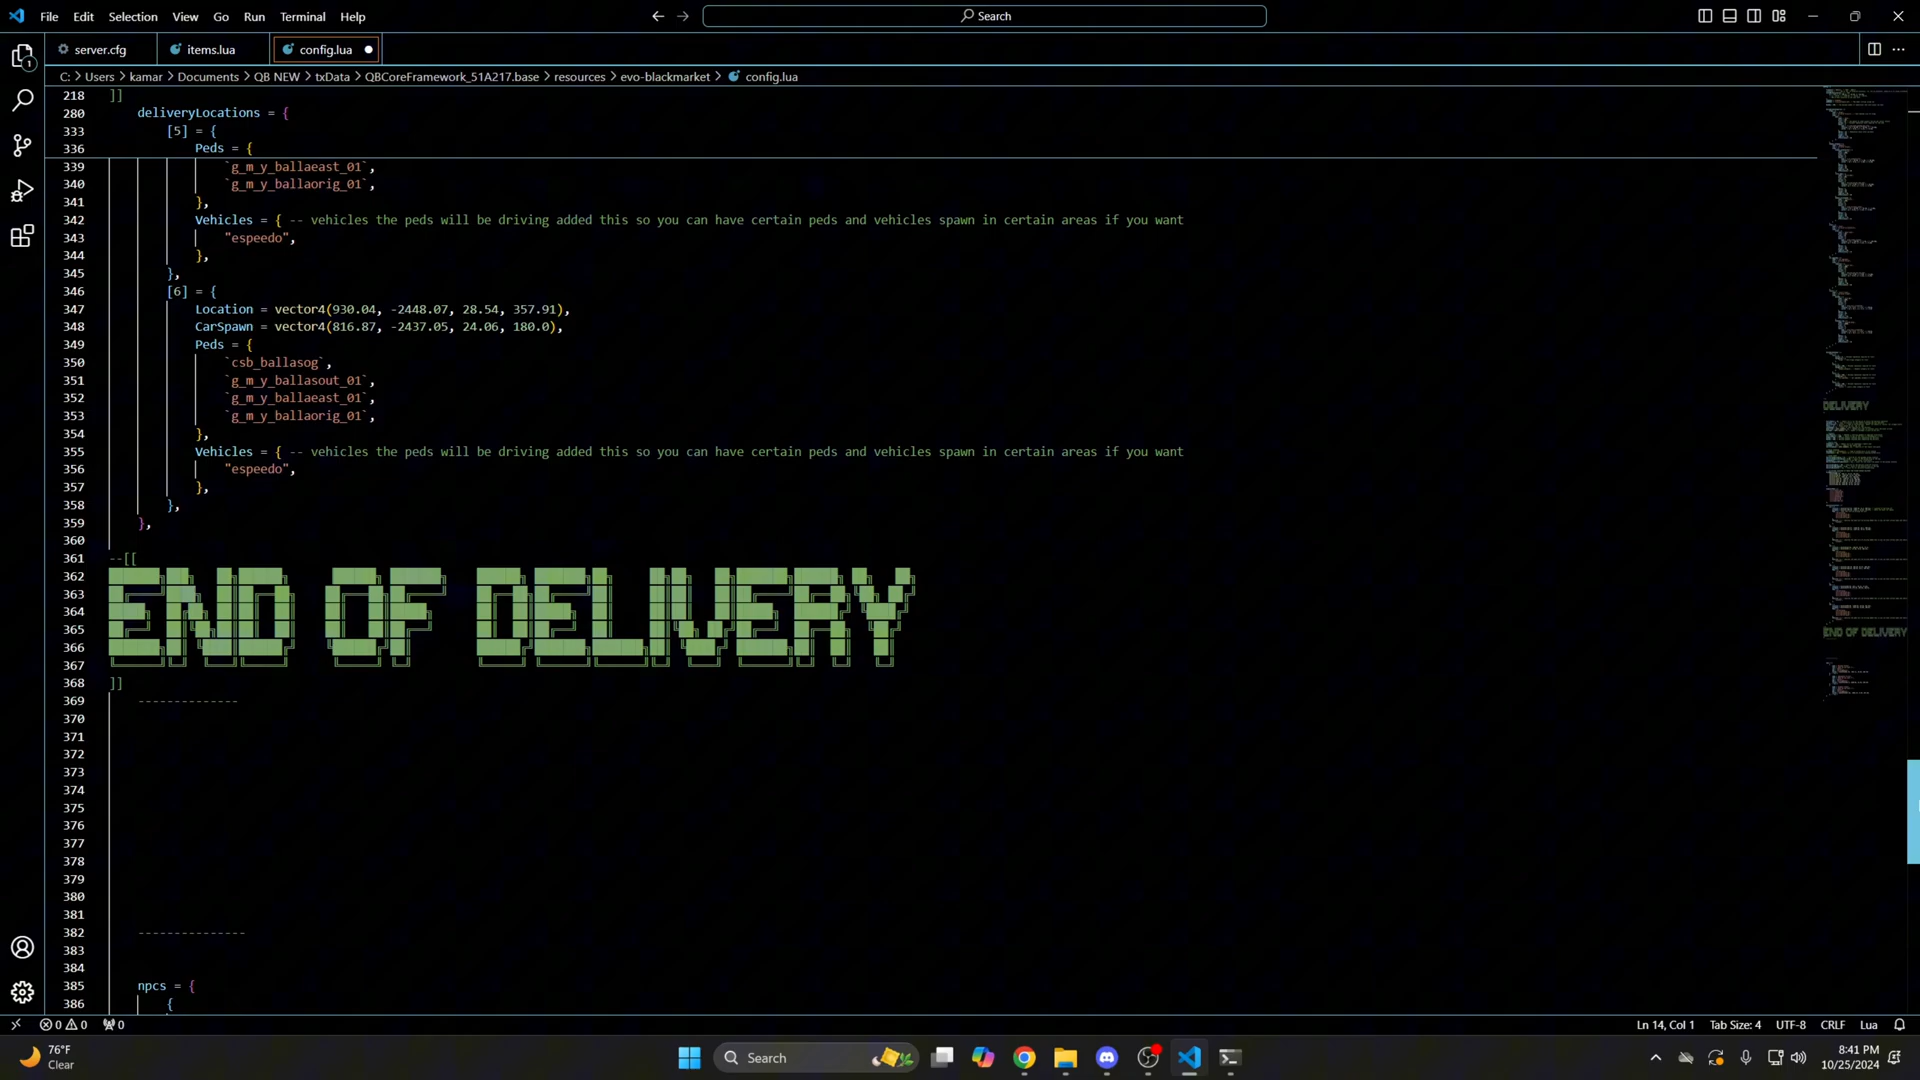 File Edit Selection View Go Run Terminal Help
Search
server.cfg items.lua config.lua
C: > Users > kamar > Documents > QB NEW > txData > QBCoreFramework_51A217.base > resources > evo-blackmarket > config.lua
218 ]]
280 deliveryLocations = {
333 [5] = {
336 Peds = {
339 `g_m_y_ballaeast_01`,
340 `g_m_y_ballaorig_01`,
341 },
342 Vehicles = { -- vehicles the peds will be driving added this so you can have certain peds and vehicles spawn in certain areas if you want
343 "espeedo",
344 },
345 },
346 [6] = {
347 Location = vector4(930.04, -2448.07, 28.54, 357.91),
348 CarSpawn = vector4(816.87, -2437.05, 24.06, 180.0),
349 Peds = {
350 `csb_ballasog`,
351 `g_m_y_ballasout_01`,
352 `g_m_y_ballaeast_01`,
353 `g_m_y_ballaorig_01`,
354 },
355 Vehicles = { -- vehicles the peds will be driving added this so you can have certain peds and vehicles spawn in certain areas if you want
356 "espeedo",
357 },
358 },
359 },
360
361 --[[
362
363
364 END OF DELIVERY
365
366
367
368 ]]
369 --------------
370
371
372
373
374
375
376
377
378
379
380
381
382 ---------------
383
384
385 npcs = {
386 {
DELIVERY
END OF DELIVERY
0 0 0 Ln 14, Col 1 Tab Size: 4 UTF-8 CRLF Lua
76°F
Clear
Search
8:41 PM
10/25/2024